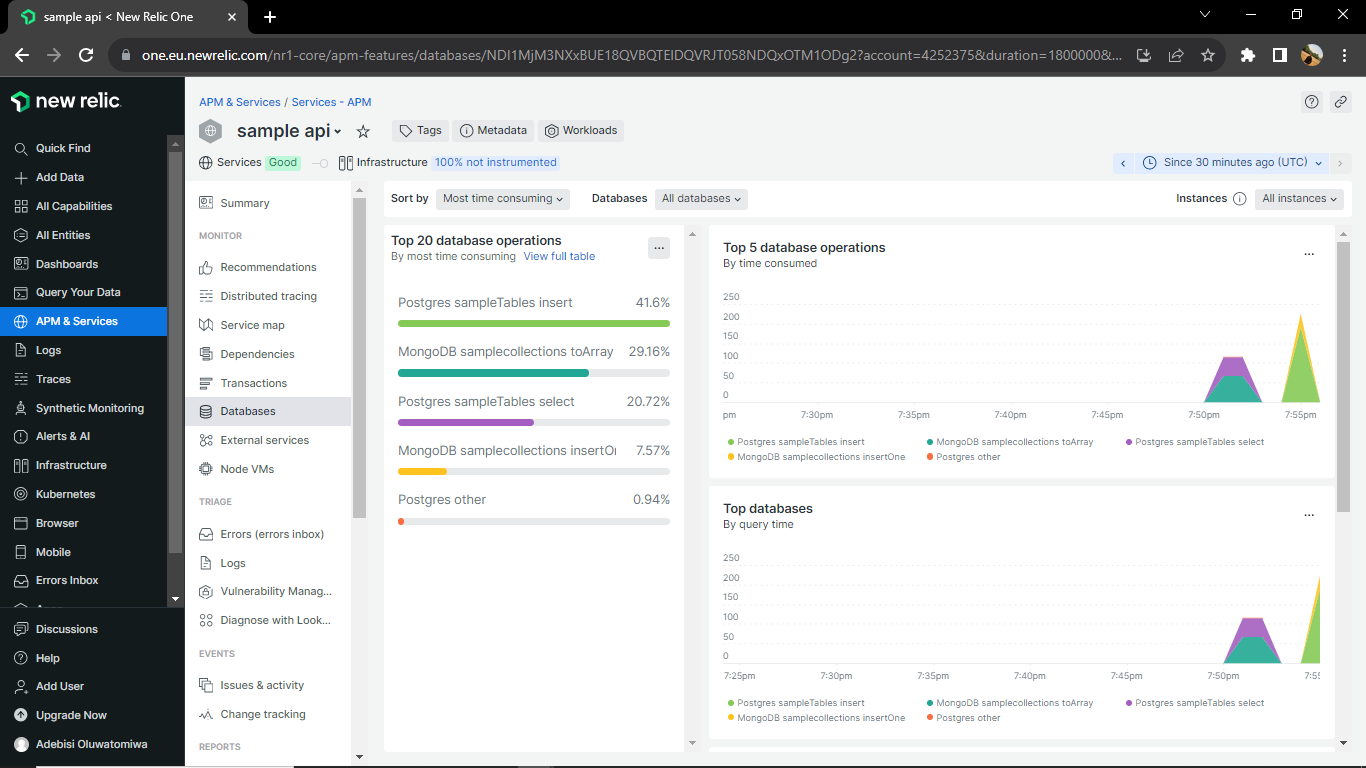 sample api < New Relic One
one.eu.newrelic.com/nr1-core/apm-features/databases/NDI1MjM3NXxBUE18QVBQTElDQVRJT058NDQxOTM1ODg2?account=4252375&duration=1800000&...
new relic
APM & Services / Services - APM
sample api
Tags
Metadata
Workloads
Services Good
Infrastructure 100% not instrumented
Since 30 minutes ago (UTC)
Quick Find
Add Data
All Capabilities
All Entities
Dashboards
Query Your Data
APM & Services
Logs
Traces
Synthetic Monitoring
Alerts & AI
Infrastructure
Kubernetes
Browser
Mobile
Errors Inbox
Discussions
Help
Add User
Upgrade Now
Adebisi Oluwatomiwa
Summary
MONITOR
Recommendations
Distributed tracing
Service map
Dependencies
Transactions
Databases
External services
Node VMs
TRIAGE
Errors (errors inbox)
Logs
Vulnerability Manag...
Diagnose with Look...
EVENTS
Issues & activity
Change tracking
REPORTS
Sort by Most time consuming
Databases All databases
Instances All instances
Top 20 database operations
By most time consuming View full table
...
Postgres sampleTables insert 41.6%
MongoDB samplecollections toArray 29.16%
Postgres sampleTables select 20.72%
MongoDB samplecollections insertO 7.57%
Postgres other 0.94%
Top 5 database operations
By time consumed
...
250
200
150
100
50
0
pm 7:30pm 7:35pm 7:40pm 7:45pm 7:50pm 7:55pm
Postgres sampleTables insert MongoDB samplecollections toArray Postgres sampleTables select
MongoDB samplecollections insertOne Postgres other
Top databases
By query time
...
250
200
150
100
50
0
7:25pm 7:30pm 7:35pm 7:40pm 7:45pm 7:50pm 7:55
Postgres sampleTables insert MongoDB samplecollections toArray Postgres sampleTables select
MongoDB samplecollections insertOne Postgres other